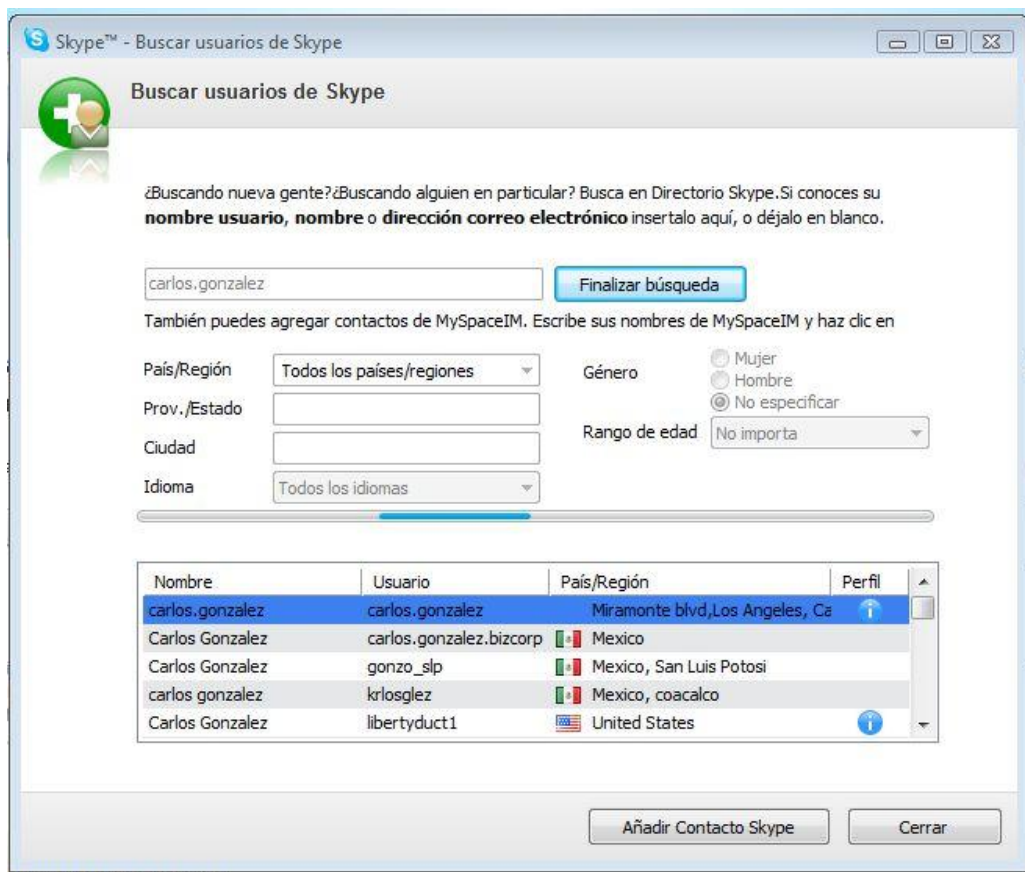 Skype™ - Buscar usuarios de Skype
Buscar usuarios de Skype
¿Buscando nueva gente?¿Buscando alguien en particular? Busca en Directorio Skype.Si conoces su
nombre usuario, nombre o dirección correo electrónico insertalo aquí, o déjalo en blanco.
carlos.gonzalez
Finalizar búsqueda
También puedes agregar contactos de MySpaceIM. Escribe sus nombres de MySpaceIM y haz clic en
País/Región Todos los países/regiones
Género Mujer
Hombre
No especificar
Prov./Estado
Rango de edad No importa
Ciudad
Idioma Todos los idiomas
Nombre Usuario País/Región Perfil
carlos.gonzalez carlos.gonzalez Miramonte blvd,Los Angeles, Ca
Carlos Gonzalez carlos.gonzalez.bizcorp Mexico
Carlos Gonzalez gonzo_slp Mexico, San Luis Potosi
carlos gonzalez krlosglez Mexico, coacalco
Carlos Gonzalez libertyduct1 United States
Añadir Contacto Skype Cerrar